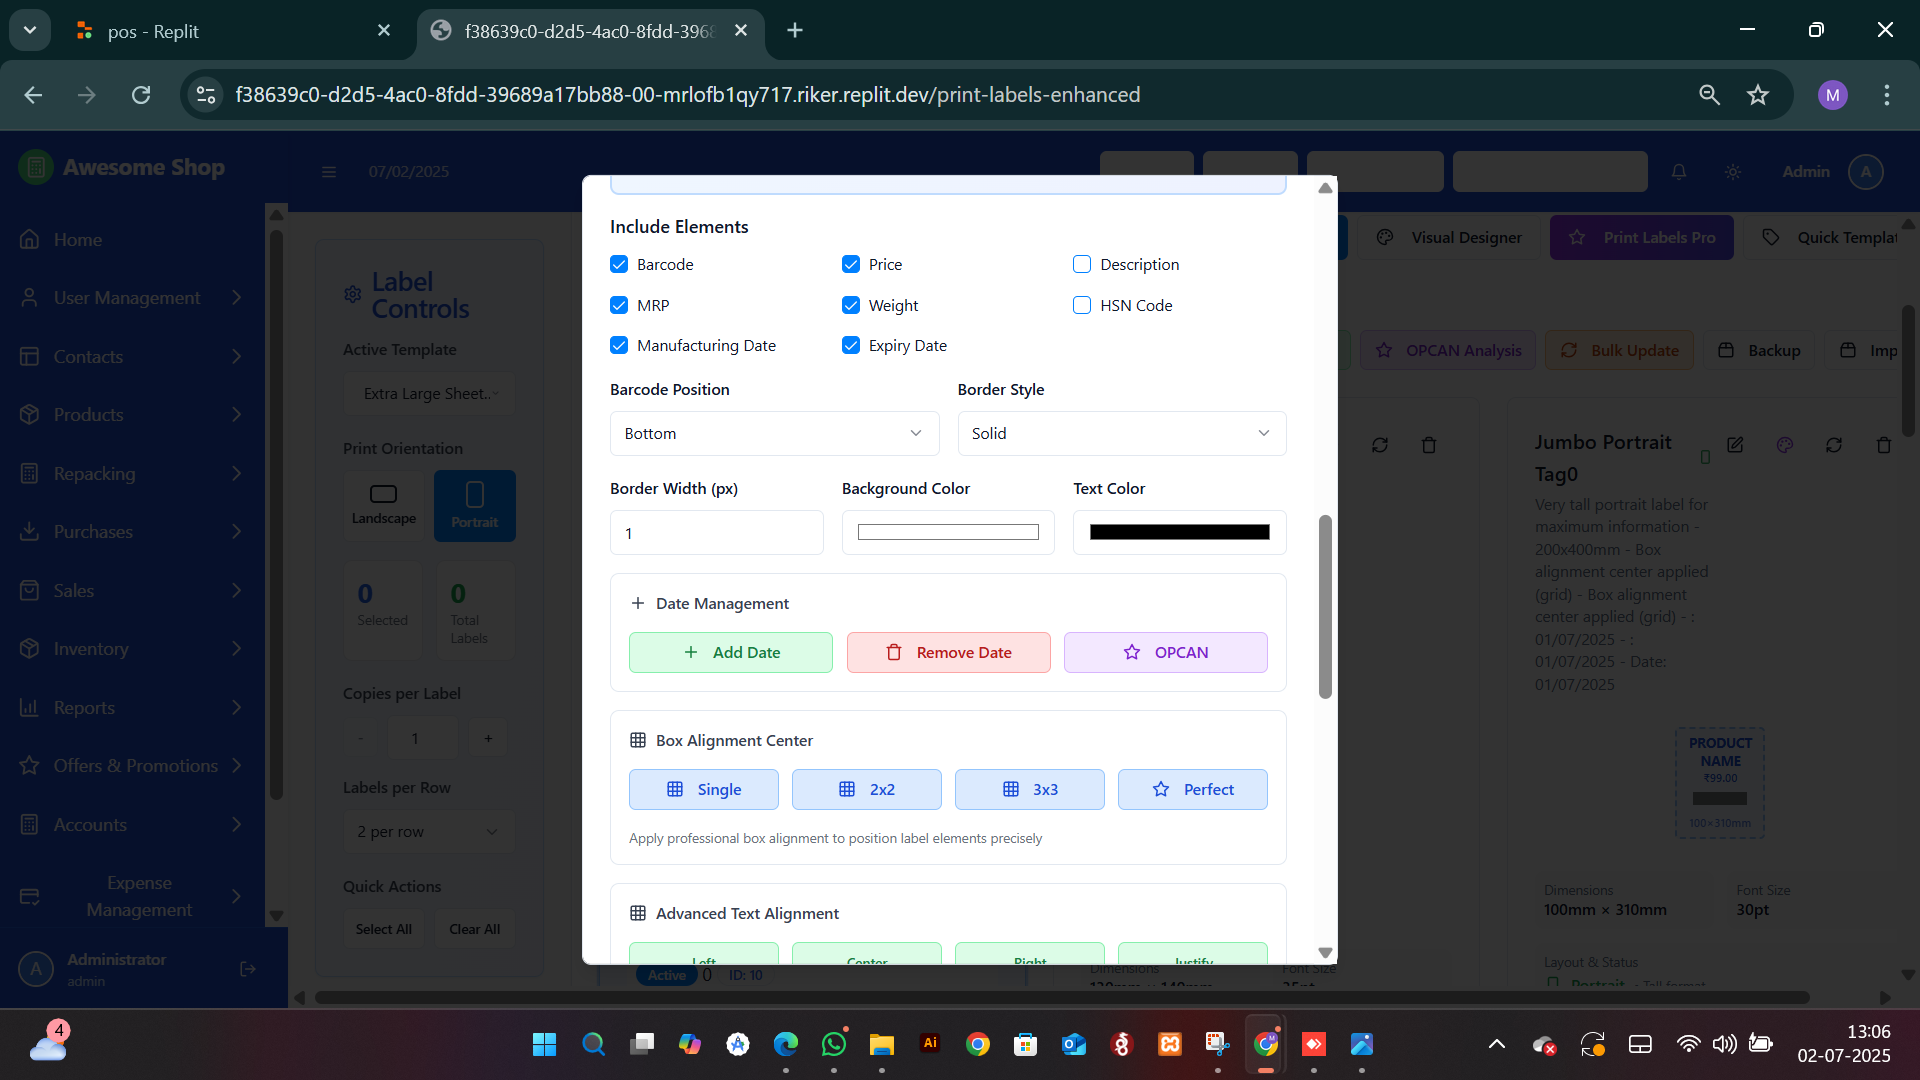 pos - Replit
f38639c0-d2d5-4ac0-8fdd-3968
f38639c0-d2d5-4ac0-8fdd-39689a17bb88-00-mrlofb1qy717.riker.replit.dev/print-labels-enhanced
M
Awesome Shop
07/02/2025
Admin
A
Home
User Management
Contacts
Products
Repacking
Purchases
Sales
Inventory
Reports
Offers & Promotions
Accounts
Expense
Management
A
Administrator
admin
Label
Controls
Active Template
Extra Large Sheet..
Print Orientation
Landscape
Portrait
0
Selected
0
Total
Labels
Copies per Label
-
1
+
Labels per Row
2 per row
Quick Actions
Select All
Clear All
Include Elements
Barcode
Price
Description
MRP
Weight
HSN Code
Manufacturing Date
Expiry Date
Barcode Position
Border Style
Bottom
Solid
Border Width (px)
Background Color
Text Color
1
Date Management
Add Date
Remove Date
OPCAN
Box Alignment Center
Single
2x2
3x3
Perfect
Apply professional box alignment to position label elements precisely
Advanced Text Alignment
Left
Center
Right
Justify
Active
0
ID: 10
Dimensions
Font Size
Visual Designer
Print Labels Pro
Quick Templat
OPCAN Analysis
Bulk Update
Backup
Imp
Jumbo Portrait
Tag0
Very tall portrait label for
maximum information -
200x400mm - Box
alignment center applied
(grid) - Box alignment
center applied (grid) - :
01/07/2025 - :
01/07/2025 - Date:
01/07/2025
PRODUCT
NAME
₹99.00
100×310mm
Dimensions
100mm × 310mm
Font Size
30pt
Layout & Status
4
Ai
13:06
02-07-2025